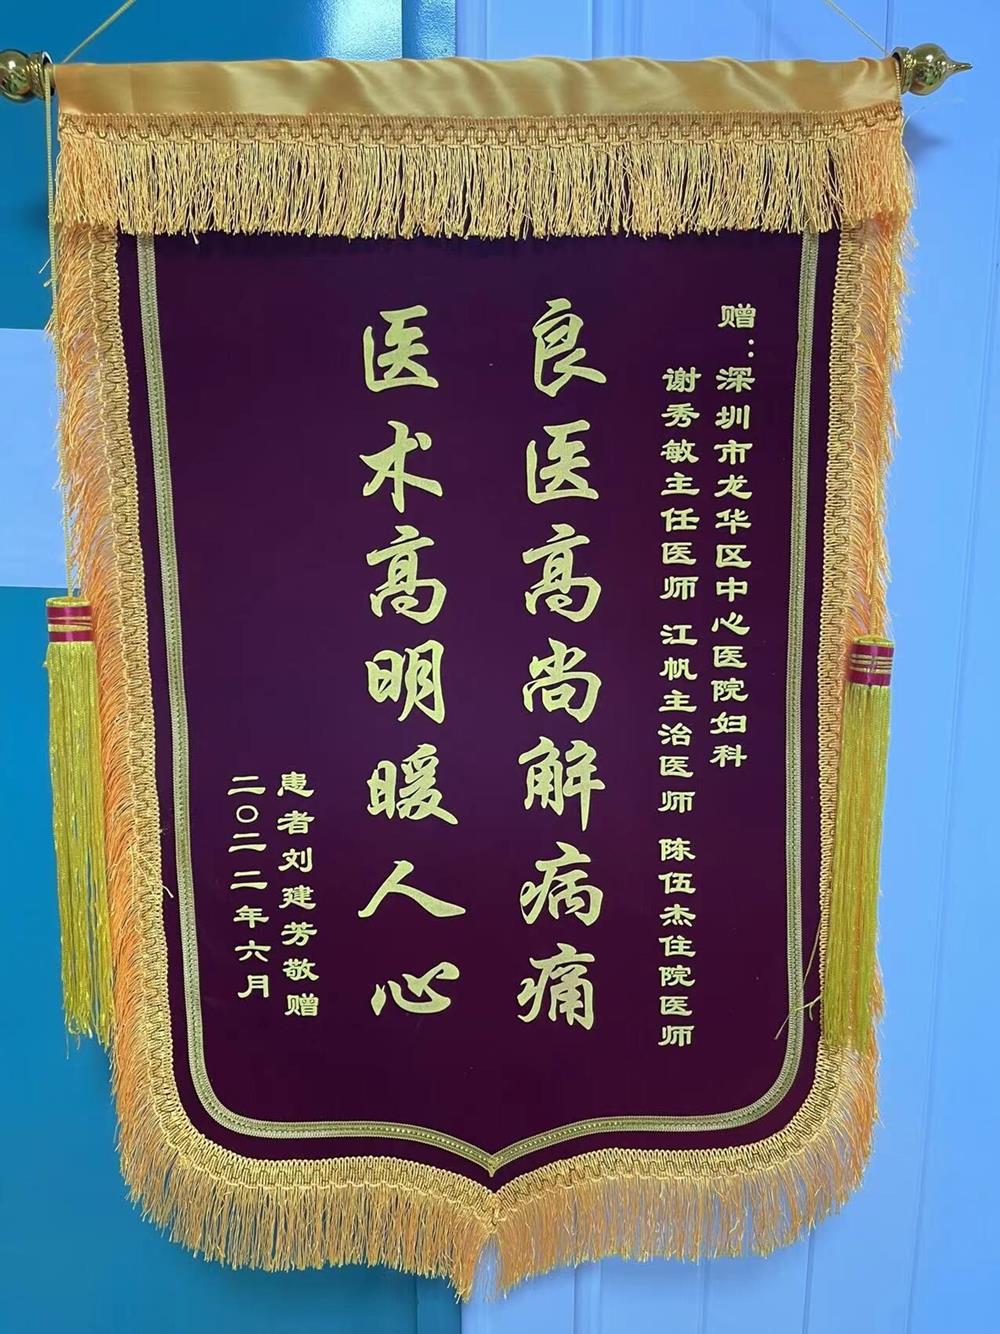 赠：深圳市龙华区中心医院妇科
谢秀敏主任医师 江帆主治医师 陈伍杰住院医师
良医高尚解病痛
医术高明暖人心
患者刘建芳敬赠
二〇二二年六月